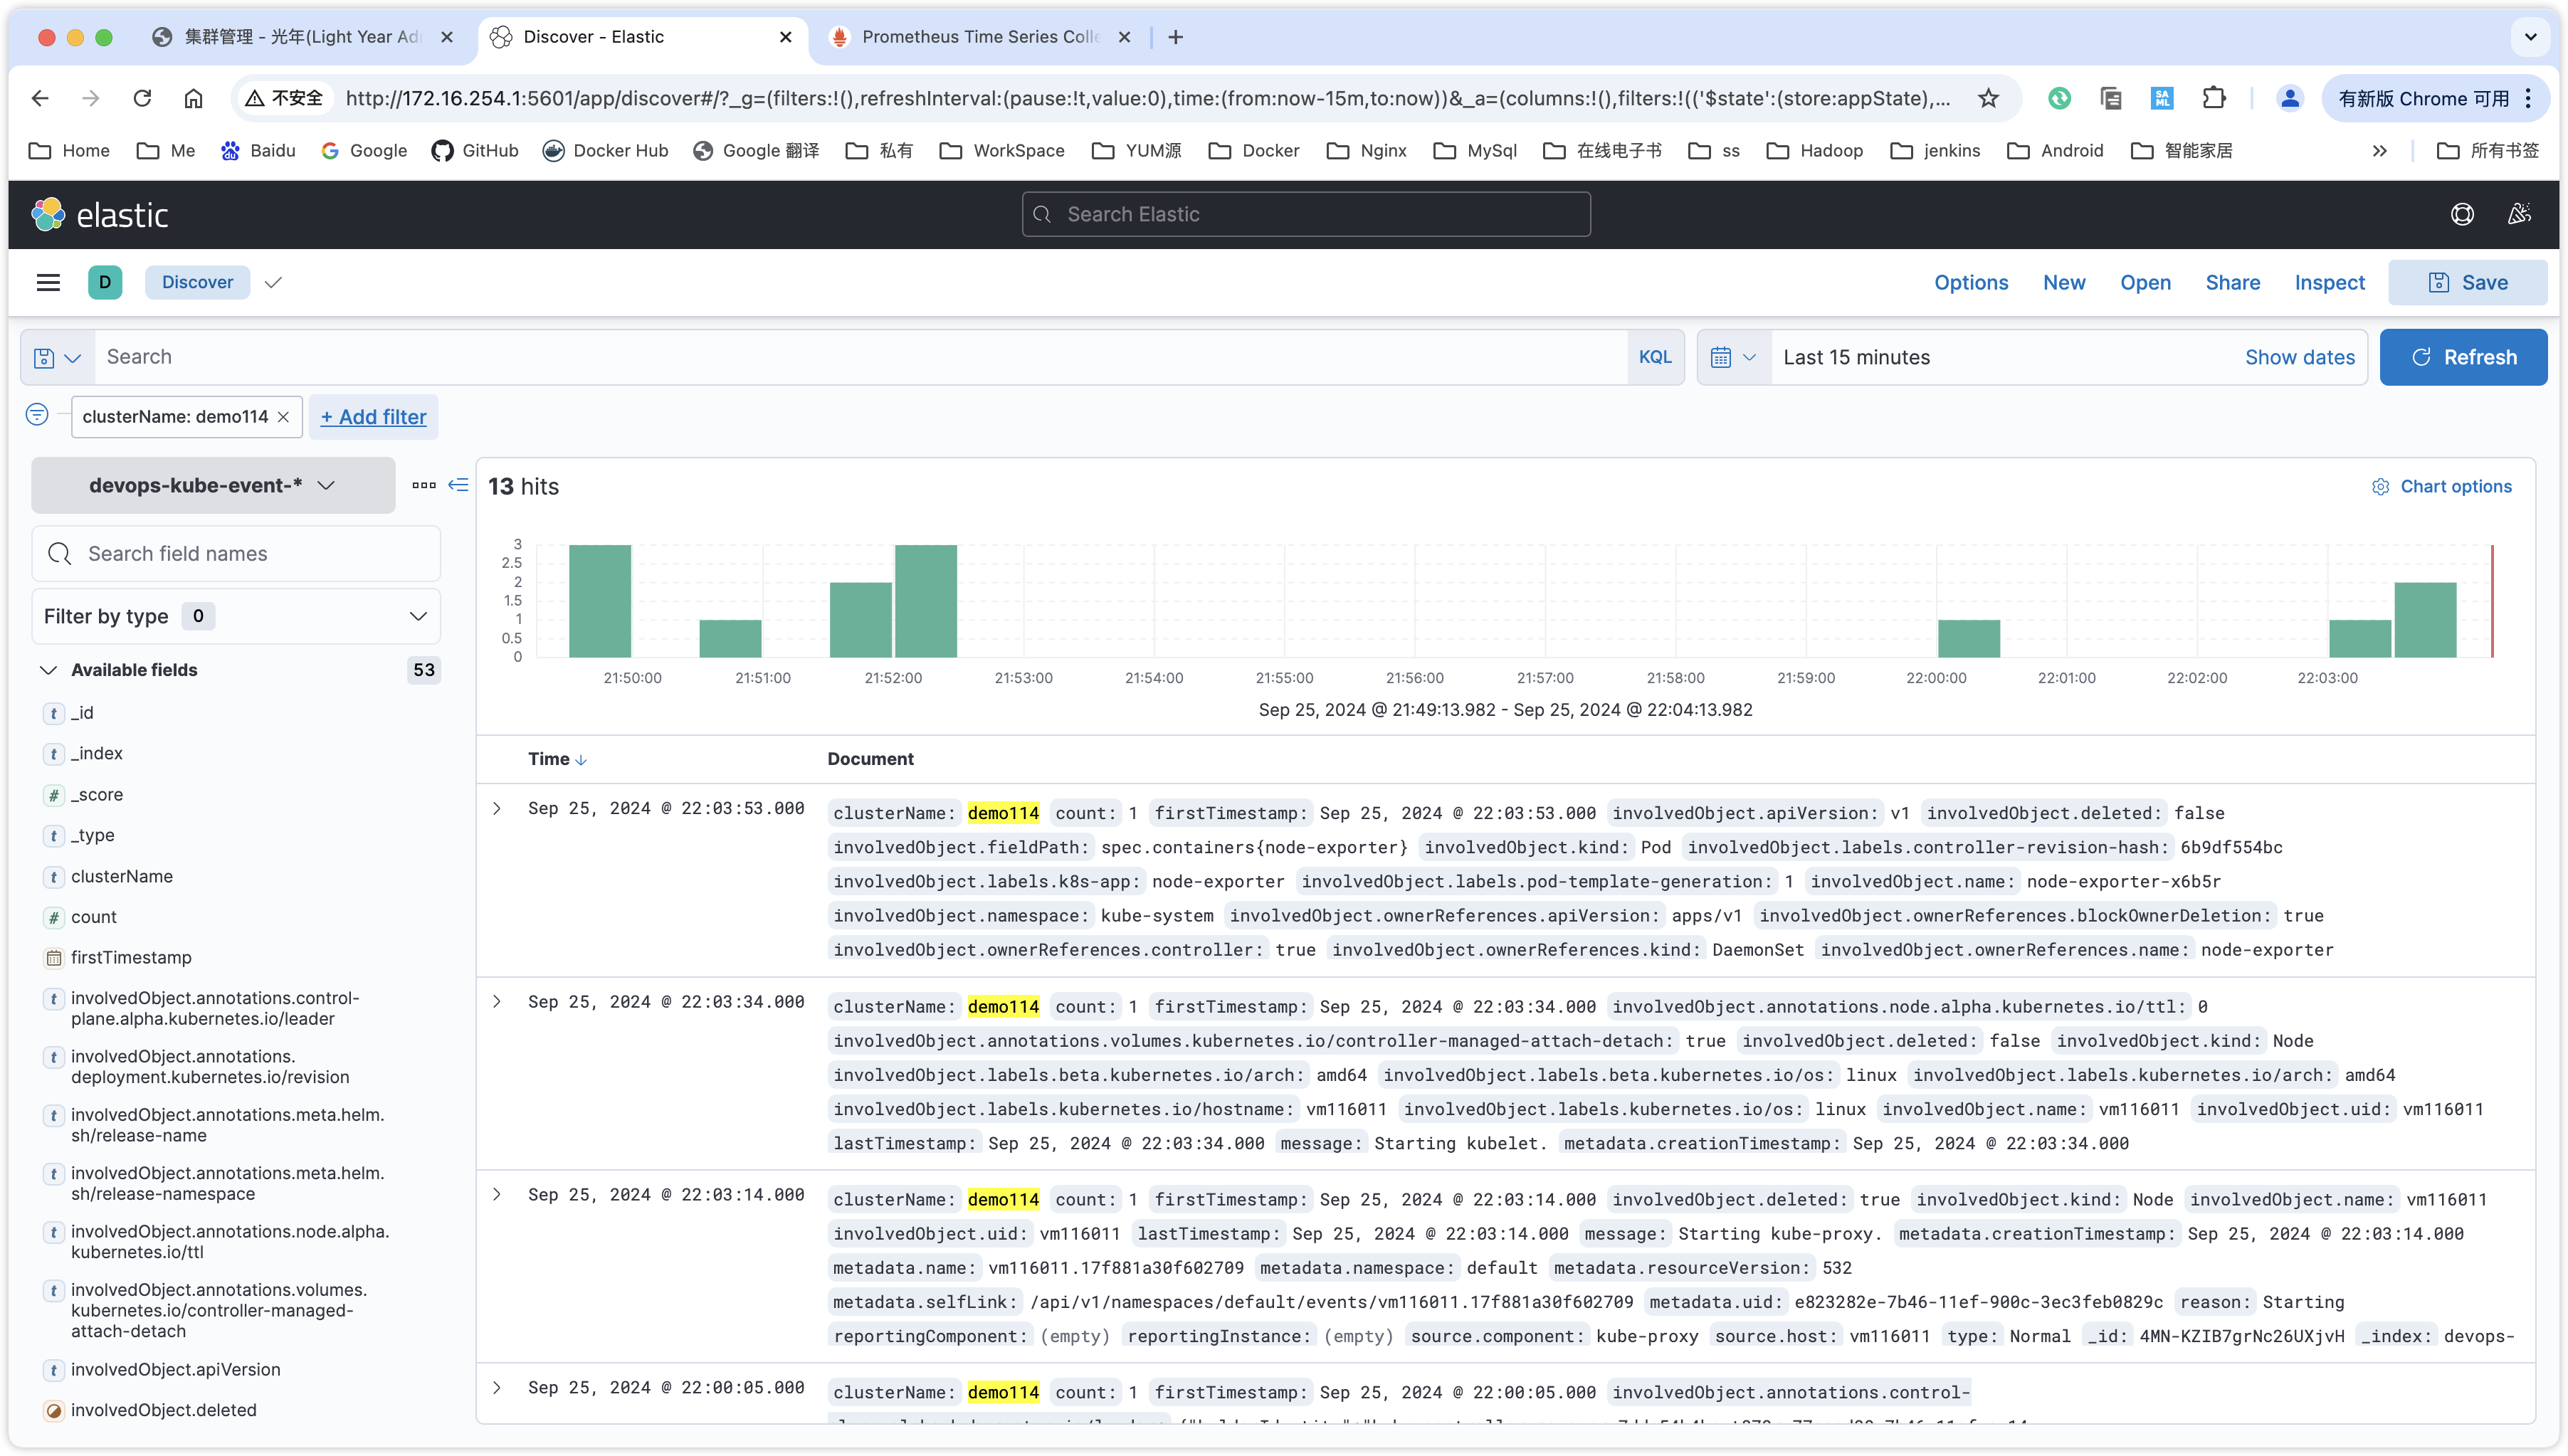 集群管理 - 光年(Light Year Ad
Discover - Elastic
Prometheus Time Series Colle
不安全
http://172.16.254.1:5601/app/discover#/?_g=(filters:!(),refreshInterval:(pause:!t,value:0),time:(from:now-15m,to:now))&_a=(columns:!(),filters:!(('$state':(store:appState),...
有新版 Chrome 可用
Home Me Baidu Google GitHub Docker Hub Google 翻译 私有 WorkSpace YUM源 Docker Nginx MySql 在线电子书 ss Hadoop jenkins Android 智能家居 » 所有书签
elastic
Search Elastic
D Discover
Options New Open Share Inspect Save
Search
KQL
Last 15 minutes
Show dates
Refresh
clusterName: demo114
+ Add filter
devops-kube-event-*
Search field names
Filter by type 0
Available fields 53
t _id
t _index
# _score
t _type
t clusterName
# count
firstTimestamp
t involvedObject.annotations.control-
plane.alpha.kubernetes.io/leader
t involvedObject.annotations.
deployment.kubernetes.io/revision
t involvedObject.annotations.meta.helm.
sh/release-name
t involvedObject.annotations.meta.helm.
sh/release-namespace
t involvedObject.annotations.node.alpha.
kubernetes.io/ttl
t involvedObject.annotations.volumes.
kubernetes.io/controller-managed-
attach-detach
t involvedObject.apiVersion
involvedObject.deleted
13 hits
Chart options
3
2.5
2
1.5
1
0.5
0
21:50:00 21:51:00 21:52:00 21:53:00 21:54:00 21:55:00 21:56:00 21:57:00 21:58:00 21:59:00 22:00:00 22:01:00 22:02:00 22:03:00
Sep 25, 2024 @ 21:49:13.982 - Sep 25, 2024 @ 22:04:13.982
Time Document
Sep 25, 2024 @ 22:03:53.000
clusterName: demo114 count: 1 firstTimestamp: Sep 25, 2024 @ 22:03:53.000 involvedObject.apiVersion: v1 involvedObject.deleted: false
involvedObject.fieldPath: spec.containers{node-exporter} involvedObject.kind: Pod involvedObject.labels.controller-revision-hash: 6b9df554bc
involvedObject.labels.k8s-app: node-exporter involvedObject.labels.pod-template-generation: 1 involvedObject.name: node-exporter-x6b5r
involvedObject.namespace: kube-system involvedObject.ownerReferences.apiVersion: apps/v1 involvedObject.ownerReferences.blockOwnerDeletion: true
involvedObject.ownerReferences.controller: true involvedObject.ownerReferences.kind: DaemonSet involvedObject.ownerReferences.name: node-exporter
Sep 25, 2024 @ 22:03:34.000
clusterName: demo114 count: 1 firstTimestamp: Sep 25, 2024 @ 22:03:34.000 involvedObject.annotations.node.alpha.kubernetes.io/ttl: 0
involvedObject.annotations.volumes.kubernetes.io/controller-managed-attach-detach: true involvedObject.deleted: false involvedObject.kind: Node
involvedObject.labels.beta.kubernetes.io/arch: amd64 involvedObject.labels.beta.kubernetes.io/os: linux involvedObject.labels.kubernetes.io/arch: amd64
involvedObject.labels.kubernetes.io/hostname: vm116011 involvedObject.labels.kubernetes.io/os: linux involvedObject.name: vm116011 involvedObject.uid: vm116011
lastTimestamp: Sep 25, 2024 @ 22:03:34.000 message: Starting kubelet. metadata.creationTimestamp: Sep 25, 2024 @ 22:03:34.000
Sep 25, 2024 @ 22:03:14.000
clusterName: demo114 count: 1 firstTimestamp: Sep 25, 2024 @ 22:03:14.000 involvedObject.deleted: true involvedObject.kind: Node involvedObject.name: vm116011
involvedObject.uid: vm116011 lastTimestamp: Sep 25, 2024 @ 22:03:14.000 message: Starting kube-proxy. metadata.creationTimestamp: Sep 25, 2024 @ 22:03:14.000
metadata.name: vm116011.17f881a30f602709 metadata.namespace: default metadata.resourceVersion: 532
metadata.selfLink: /api/v1/namespaces/default/events/vm116011.17f881a30f602709 metadata.uid: e823282e-7b46-11ef-900c-3ec3feb0829c reason: Starting
reportingComponent: (empty) reportingInstance: (empty) source.component: kube-proxy source.host: vm116011 type: Normal _id: 4MN-KZIB7grNc26UXjvH _index: devops-
Sep 25, 2024 @ 22:00:05.000
clusterName: demo114 count: 1 firstTimestamp: Sep 25, 2024 @ 22:00:05.000 involvedObject.annotations.control-